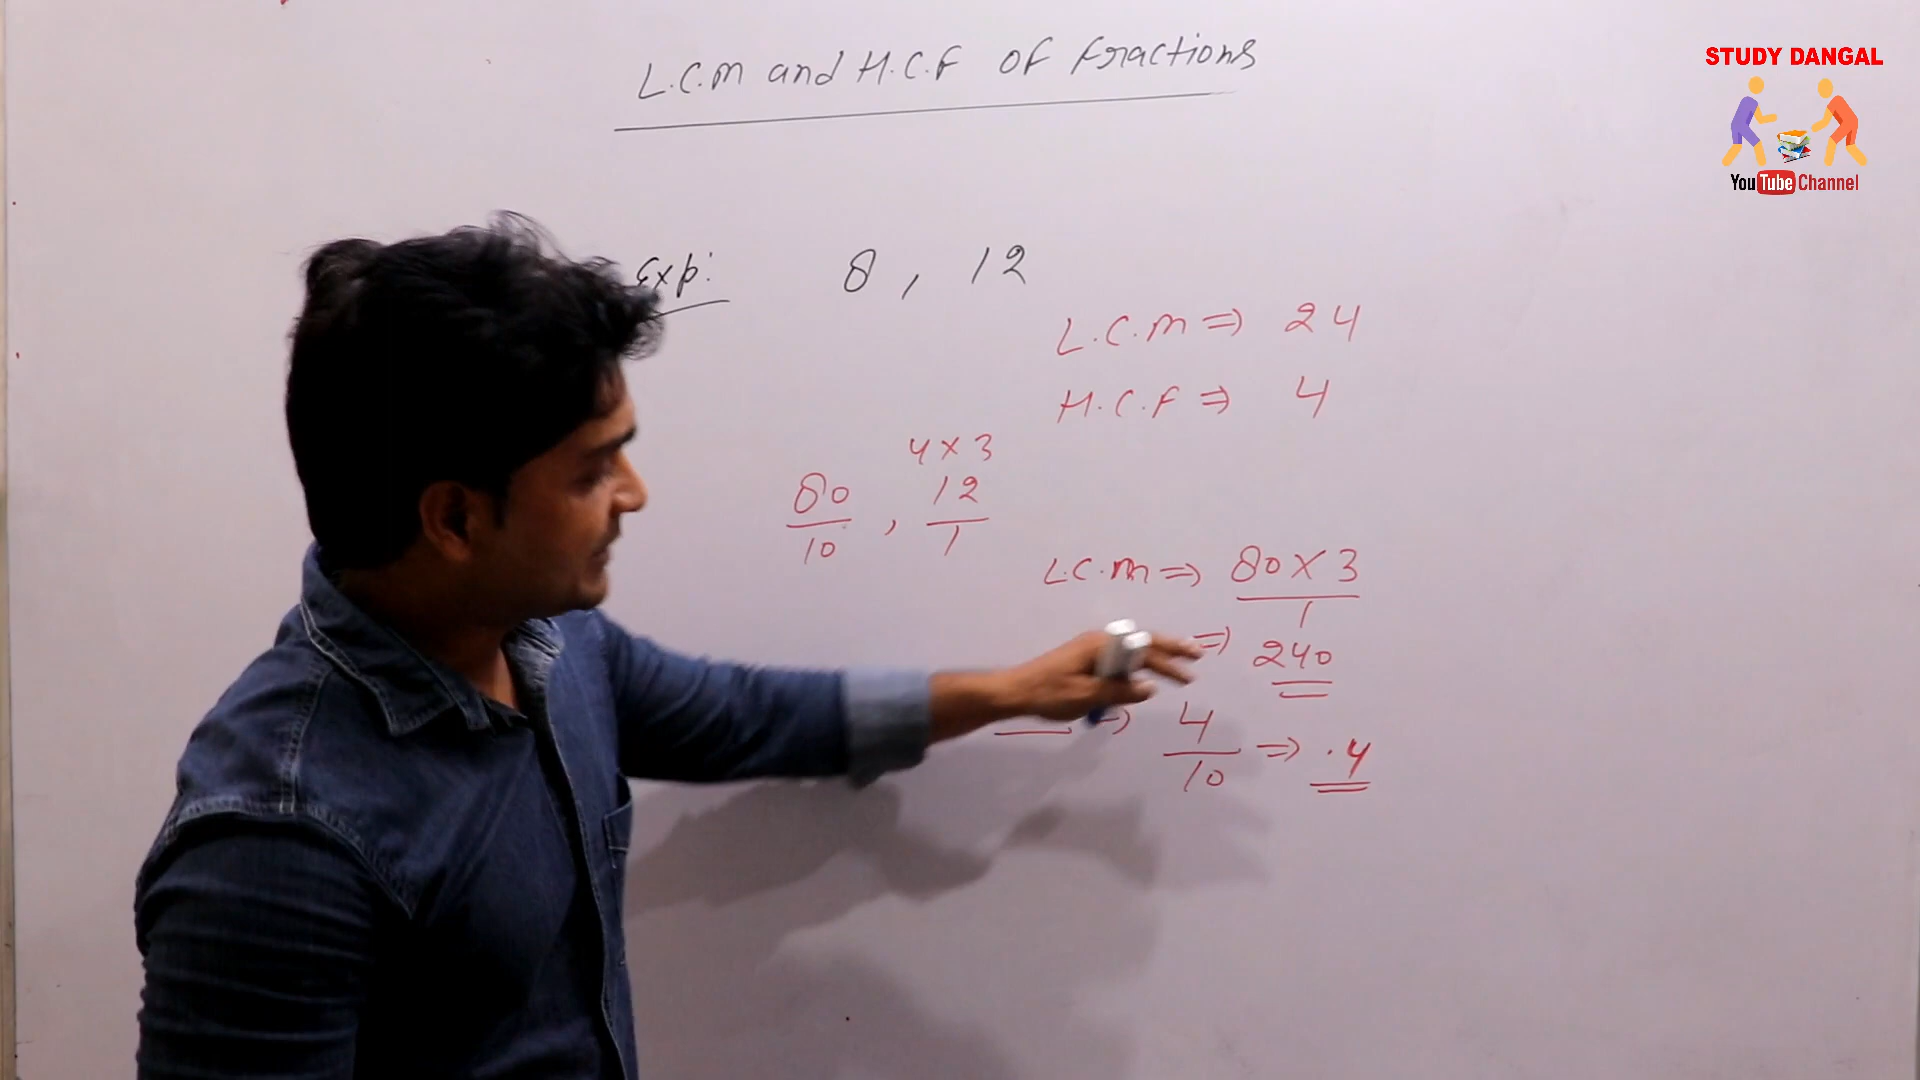 L.C.M and H.C.F OF fractions
STUDY DANGAL
YouTube Channel
Exp: 8 , 12
L.C.M ⇒ 24
H.C.F ⇒ 4
4 × 3
80/10 , 12/1
L.C.M ⇒ 80 × 3 / 1
⇒ 240
⇒ 4/10 ⇒ .4